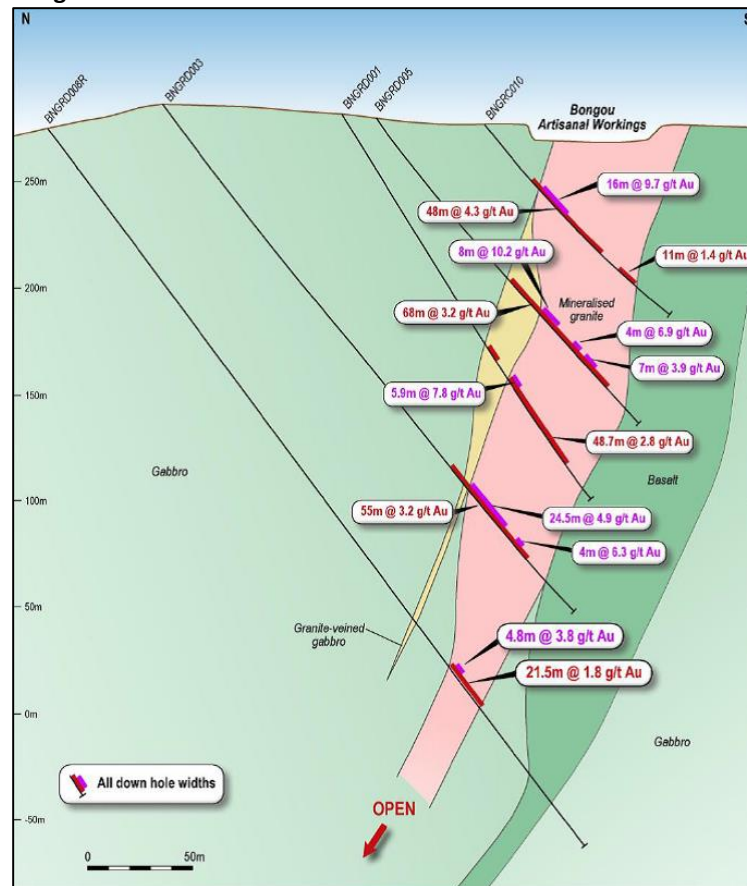 N
S
BNGRD008R
BNGRD003
BNGRD001
BNGRD005
BNGRC010
Bongou
Artisanal Workings
250m
16m @ 9.7 g/t Au
48m @ 4.3 g/t Au
8m @ 10.2 g/t Au
11m @ 1.4 g/t Au
200m
Mineralised
granite
68m @ 3.2 g/t Au
4m @ 6.9 g/t Au
7m @ 3.9 g/t Au
150m
5.9m @ 7.8 g/t Au
48.7m @ 2.8 g/t Au
Gabbro
Basalt
100m
55m @ 3.2 g/t Au
24.5m @ 4.9 g/t Au
4m @ 6.3 g/t Au
50m
Granite-veined
gabbro
4.8m @ 3.8 g/t Au
21.5m @ 1.8 g/t Au
0m
Gabbro
All down hole widths
OPEN
-50m
0
50m